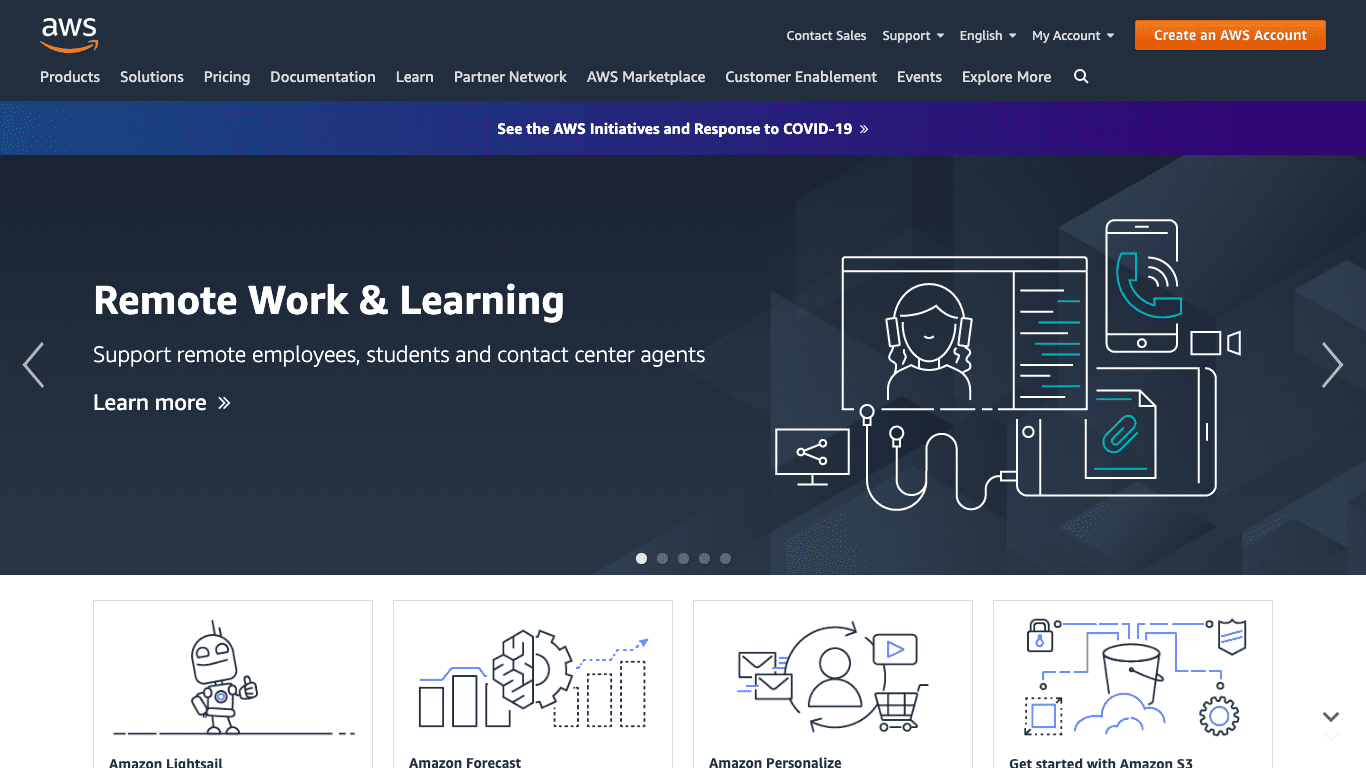 aws
Contact Sales Support English My Account Create an AWS Account
Products Solutions Pricing Documentation Learn Partner Network AWS Marketplace Customer Enablement Events Explore More
See the AWS Initiatives and Response to COVID-19 »
Remote Work & Learning
Support remote employees, students and contact center agents
Learn more »
Amazon Lightsail
Amazon Forecast
Amazon Personalize
Get started with Amazon S3